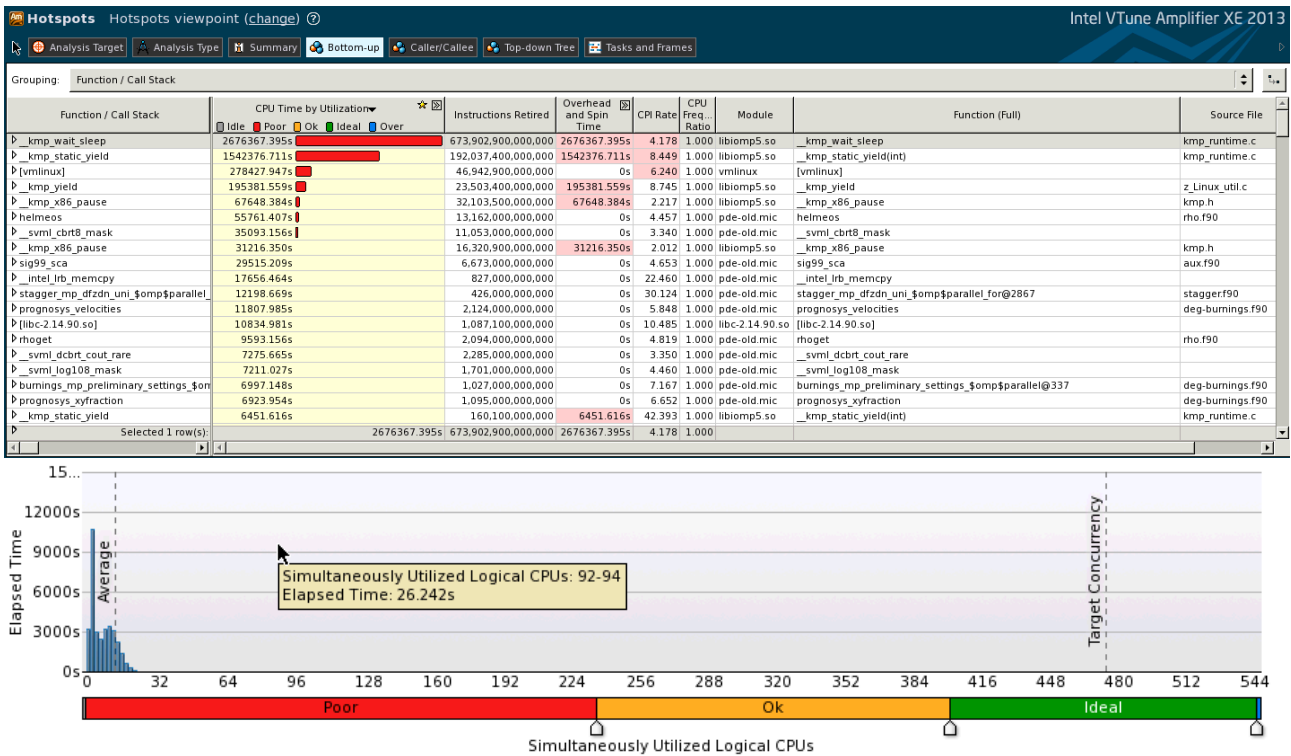 Hotspots Hotspots viewpoint (change) ? Intel VTune Amplifier XE 2013
Analysis Target Analysis Type Summary Bottom-up Caller/Callee Top-down Tree Tasks and Frames
Grouping: Function / Call Stack
Function / Call Stack CPU Time by Utilization Instructions Retired Overhead and Spin Time CPI Rate CPU Freq... Ratio Module Function (Full) Source File
Idle Poor Ok Ideal Over
__kmp_wait_sleep 2676367.395s 673,902,900,000,000 2676367.395s 4.178 1.000 libiomp5.so __kmp_wait_sleep kmp_runtime.c
__kmp_static_yield 1542376.711s 192,037,400,000,000 1542376.711s 8.449 1.000 libiomp5.so __kmp_static_yield(int) kmp_runtime.c
[vmlinux] 278427.947s 46,942,900,000,000 0s 6.240 1.000 vmlinux [vmlinux]
__kmp_yield 195381.559s 23,503,400,000,000 195381.559s 8.745 1.000 libiomp5.so __kmp_yield z_Linux_util.c
__kmp_x86_pause 67648.384s 32,103,500,000,000 67648.384s 2.217 1.000 libiomp5.so __kmp_x86_pause kmp.h
helmeos 55761.407s 13,162,000,000,000 0s 4.457 1.000 pde-old.mic helmeos rho.f90
__svml_cbrt8_mask 35093.156s 11,053,000,000,000 0s 3.340 1.000 pde-old.mic __svml_cbrt8_mask
__kmp_x86_pause 31216.350s 16,320,900,000,000 31216.350s 2.012 1.000 libiomp5.so __kmp_x86_pause kmp.h
sig99_sca 29515.209s 6,673,000,000,000 0s 4.653 1.000 pde-old.mic sig99_sca aux.f90
__intel_lrb_memcpy 17656.464s 827,000,000,000 0s 22.460 1.000 pde-old.mic __intel_lrb_memcpy
stagger_mp_dfzdn_uni_$omp$parallel_ 12198.669s 426,000,000,000 0s 30.124 1.000 pde-old.mic stagger_mp_dfzdn_uni_$omp$parallel_for@2867 stagger.f90
prognosys_velocities 11807.985s 2,124,000,000,000 0s 5.848 1.000 pde-old.mic prognosys_velocities deg-burnings.f90
[libc-2.14.90.so] 10834.981s 1,087,100,000,000 0s 10.485 1.000 libc-2.14.90.so [libc-2.14.90.so]
rhoget 9593.156s 2,094,000,000,000 0s 4.819 1.000 pde-old.mic rhoget rho.f90
__svml_dcbrt_cout_rare 7275.665s 2,285,000,000,000 0s 3.350 1.000 pde-old.mic __svml_dcbrt_cout_rare
__svml_log108_mask 7211.027s 1,701,000,000,000 0s 4.460 1.000 pde-old.mic __svml_log108_mask
burnings_mp_preliminary_settings_$om 6997.148s 1,027,000,000,000 0s 7.167 1.000 pde-old.mic burnings_mp_preliminary_settings_$omp$parallel@337 deg-burnings.f90
prognosys_xyfraction 6923.954s 1,095,000,000,000 0s 6.652 1.000 pde-old.mic prognosys_xyfraction deg-burnings.f90
__kmp_static_yield 6451.616s 160,100,000,000 6451.616s 42.393 1.000 libiomp5.so __kmp_static_yield(int) kmp_runtime.c
Selected 1 row(s): 2676367.395s 673,902,900,000,000 2676367.395s 4.178 1.000
15...
12000s
9000s
6000s
3000s
0s
Elapsed Time
Average
Simultaneously Utilized Logical CPUs: 92-94
Elapsed Time: 26.242s
Target Concurrency
0 32 64 96 128 160 192 224 256 288 320 352 384 416 448 480 512 544
Poor Ok Ideal
Simultaneously Utilized Logical CPUs